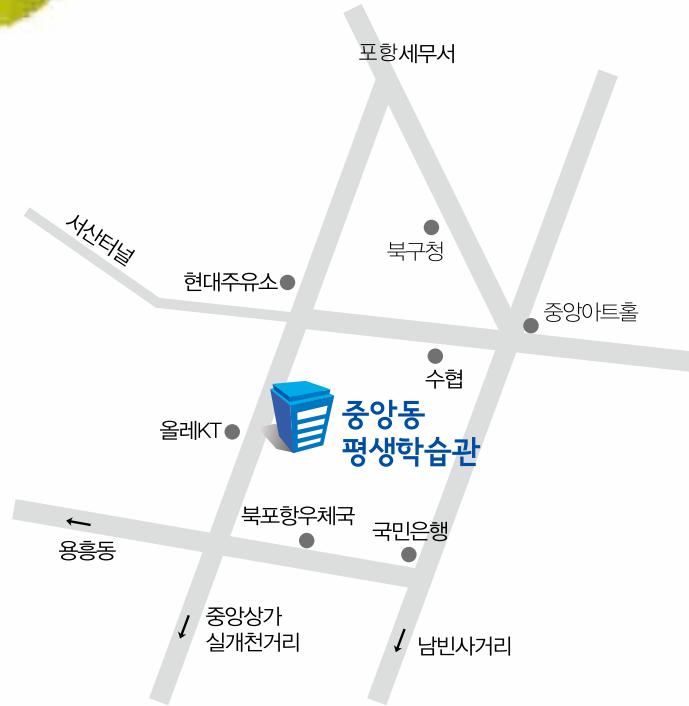 포항세무서
서산터널
북구청
현대주유소
중앙아트홀
수협
중앙동
평생학습관
올레KT
북포항우체국
국민은행
용흥동
중앙상가
실개천거리
남빈사거리